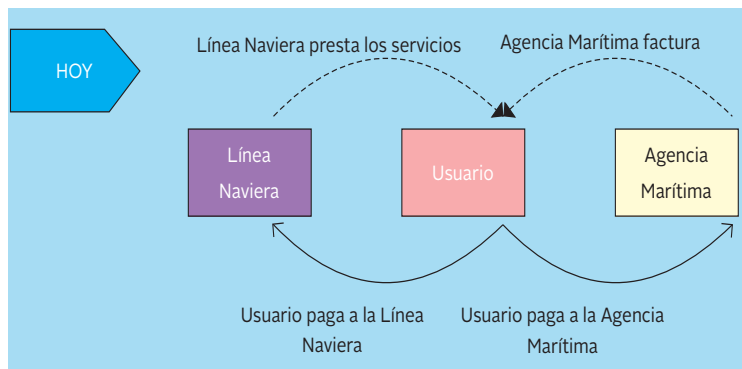 HOY
Línea Naviera presta los servicios
Agencia Marítima factura
Línea
Naviera
Usuario
Agencia
Marítima
Usuario paga a la Línea
Naviera
Usuario paga a la Agencia
Marítima